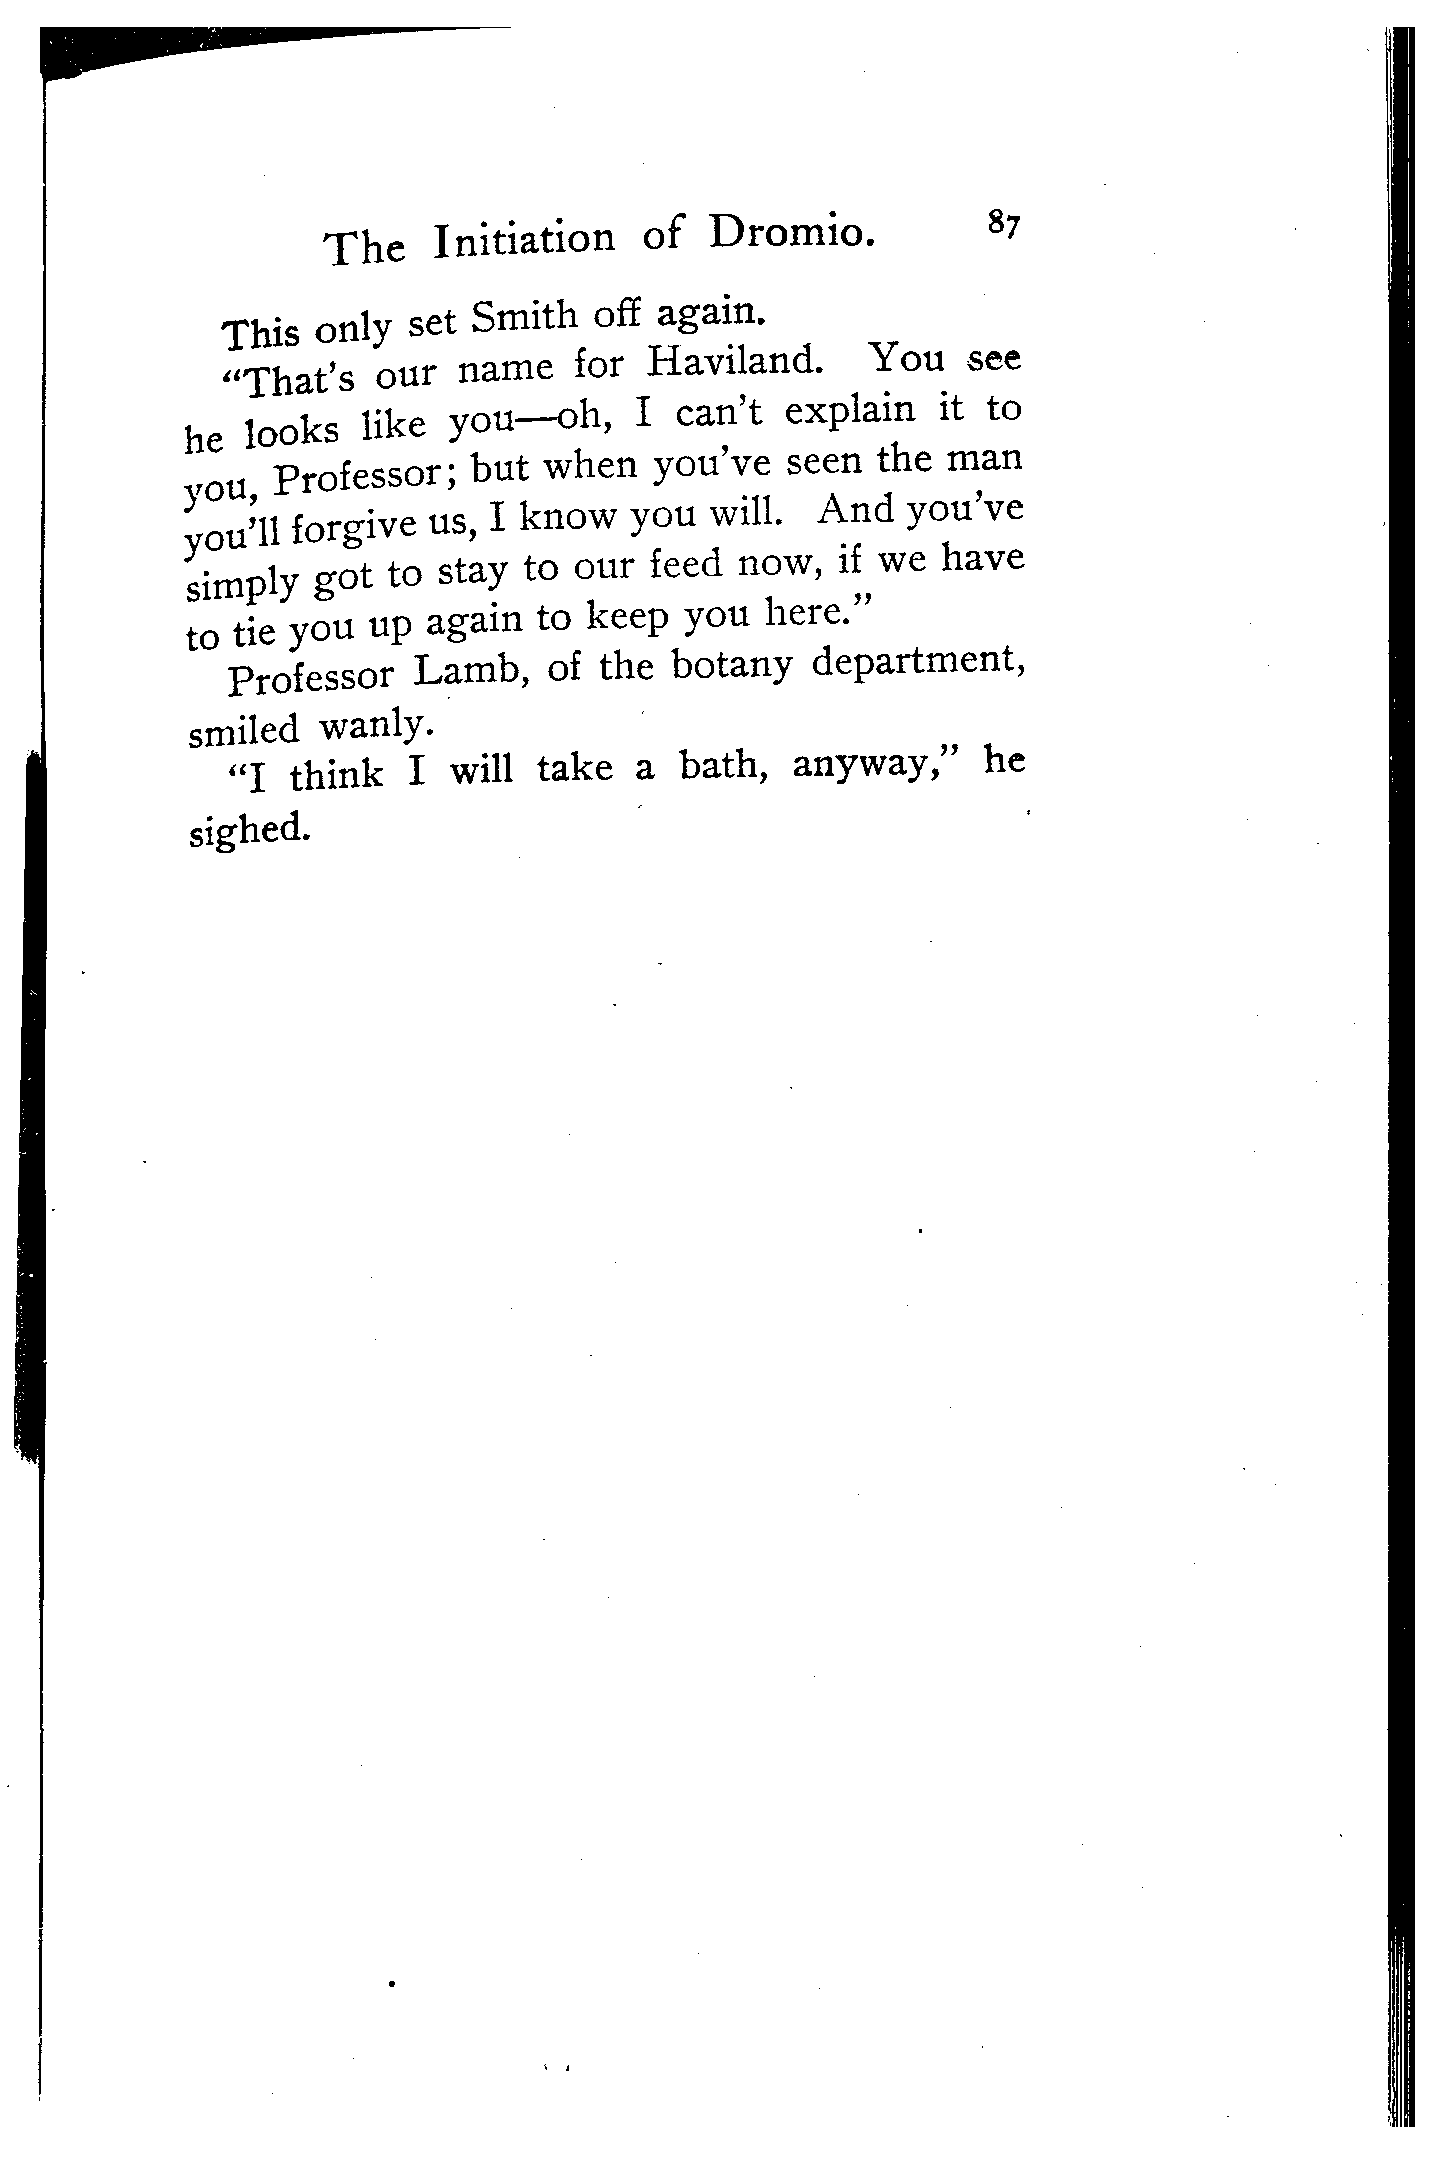 The Initiation of Dromio. 87
This only set Smith off again.
“That's our name for Haviland. You see
he looks like you—oh, I can't explain it to
you, Professor; but when you've seen the man
you'll forgive us, I know you will. And you've
simply got to stay to our feed now, if we have
to tie you up again to keep you here.”
Professor Lamb, of the botany department,
smiled wanly.
“I think I will take a bath, anyway,” he
sighed.